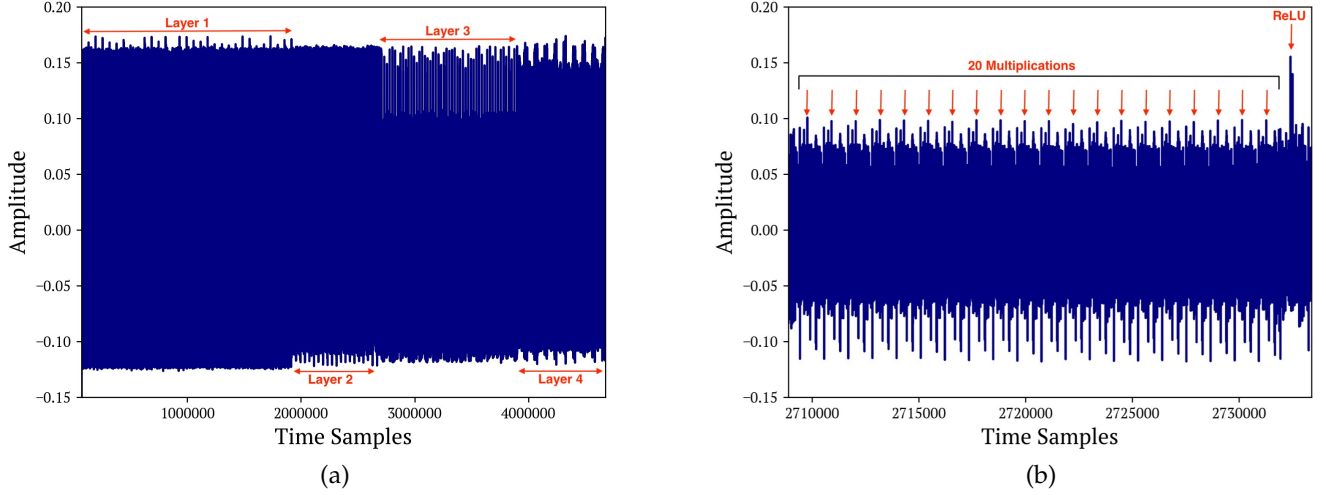 0.20
0.15
0.10
0.05
0.00
−0.05
−0.10
−0.15
Amplitude
Layer 1
Layer 3
Layer 2
Layer 4
1000000 2000000 3000000 4000000
Time Samples
(a)
0.20
0.15
0.10
0.05
0.00
−0.05
−0.10
−0.15
Amplitude
ReLU
20 Multiplications
2710000 2715000 2720000 2725000 2730000
Time Samples
(b)